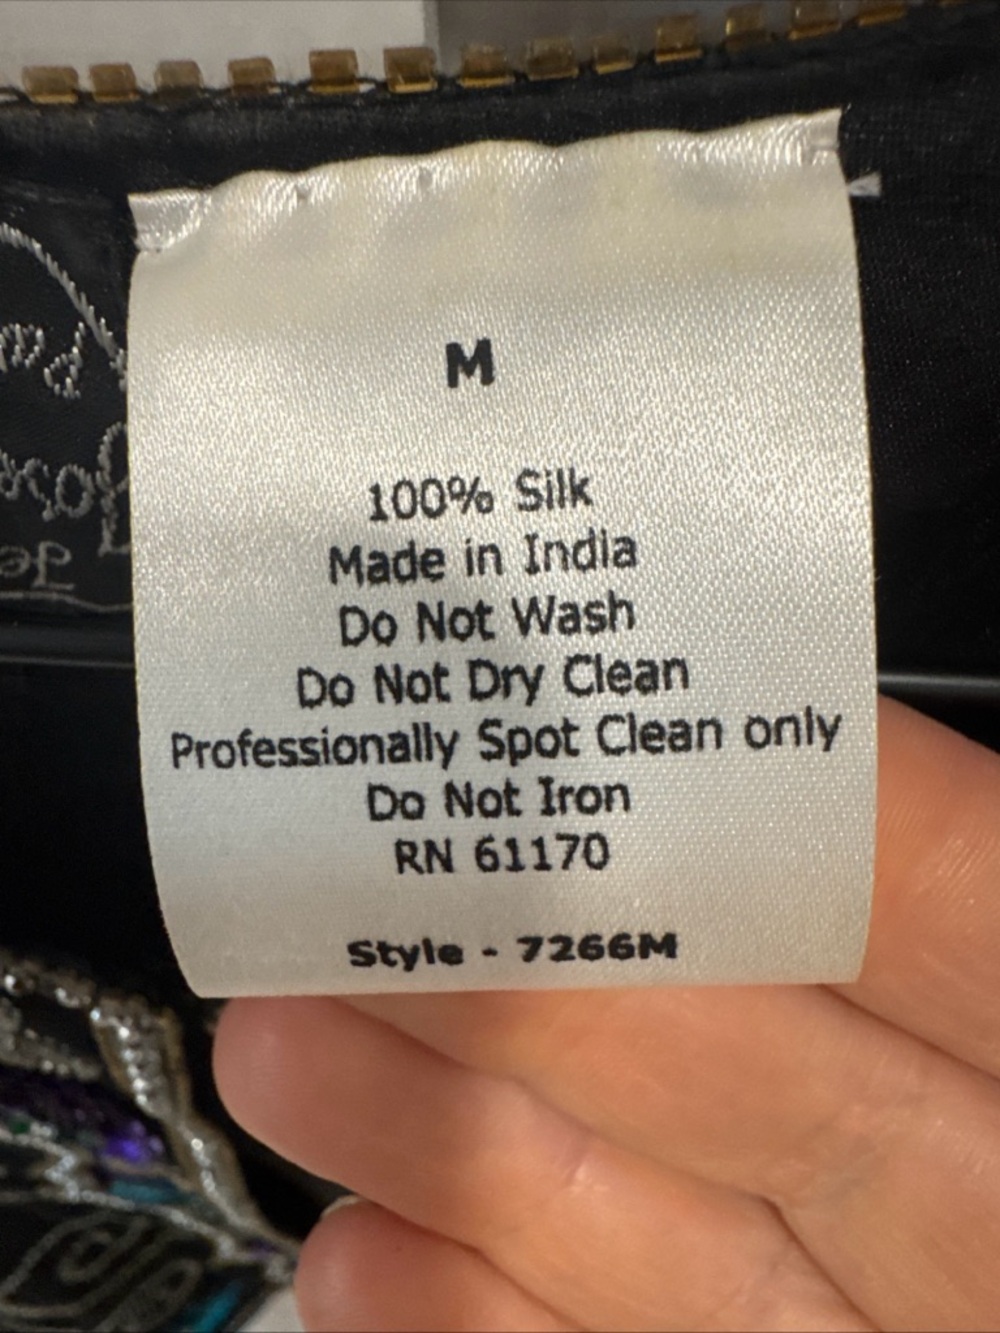 M
100% Silk
Made in India
Do Not Wash
Do Not Dry Clean
Professionally Spot Clean only
Do Not Iron
RN 61170
Style - 7266M